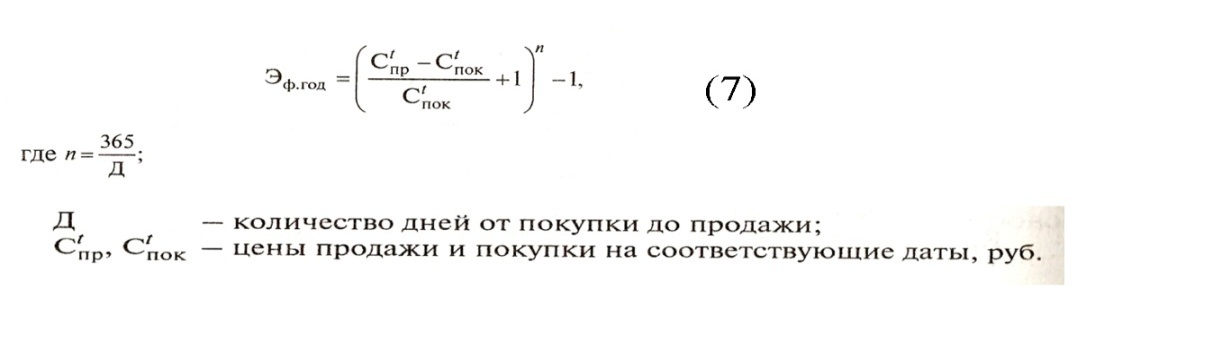 Э_ф.год = ((С^t_пр – С^t_пок)/С^t_пок + 1)^n – 1, (7)
где n = 365/Д;
Д — количество дней от покупки до продажи;
С^t_пр, С^t_пок — цены продажи и покупки на соответствующие даты, руб.